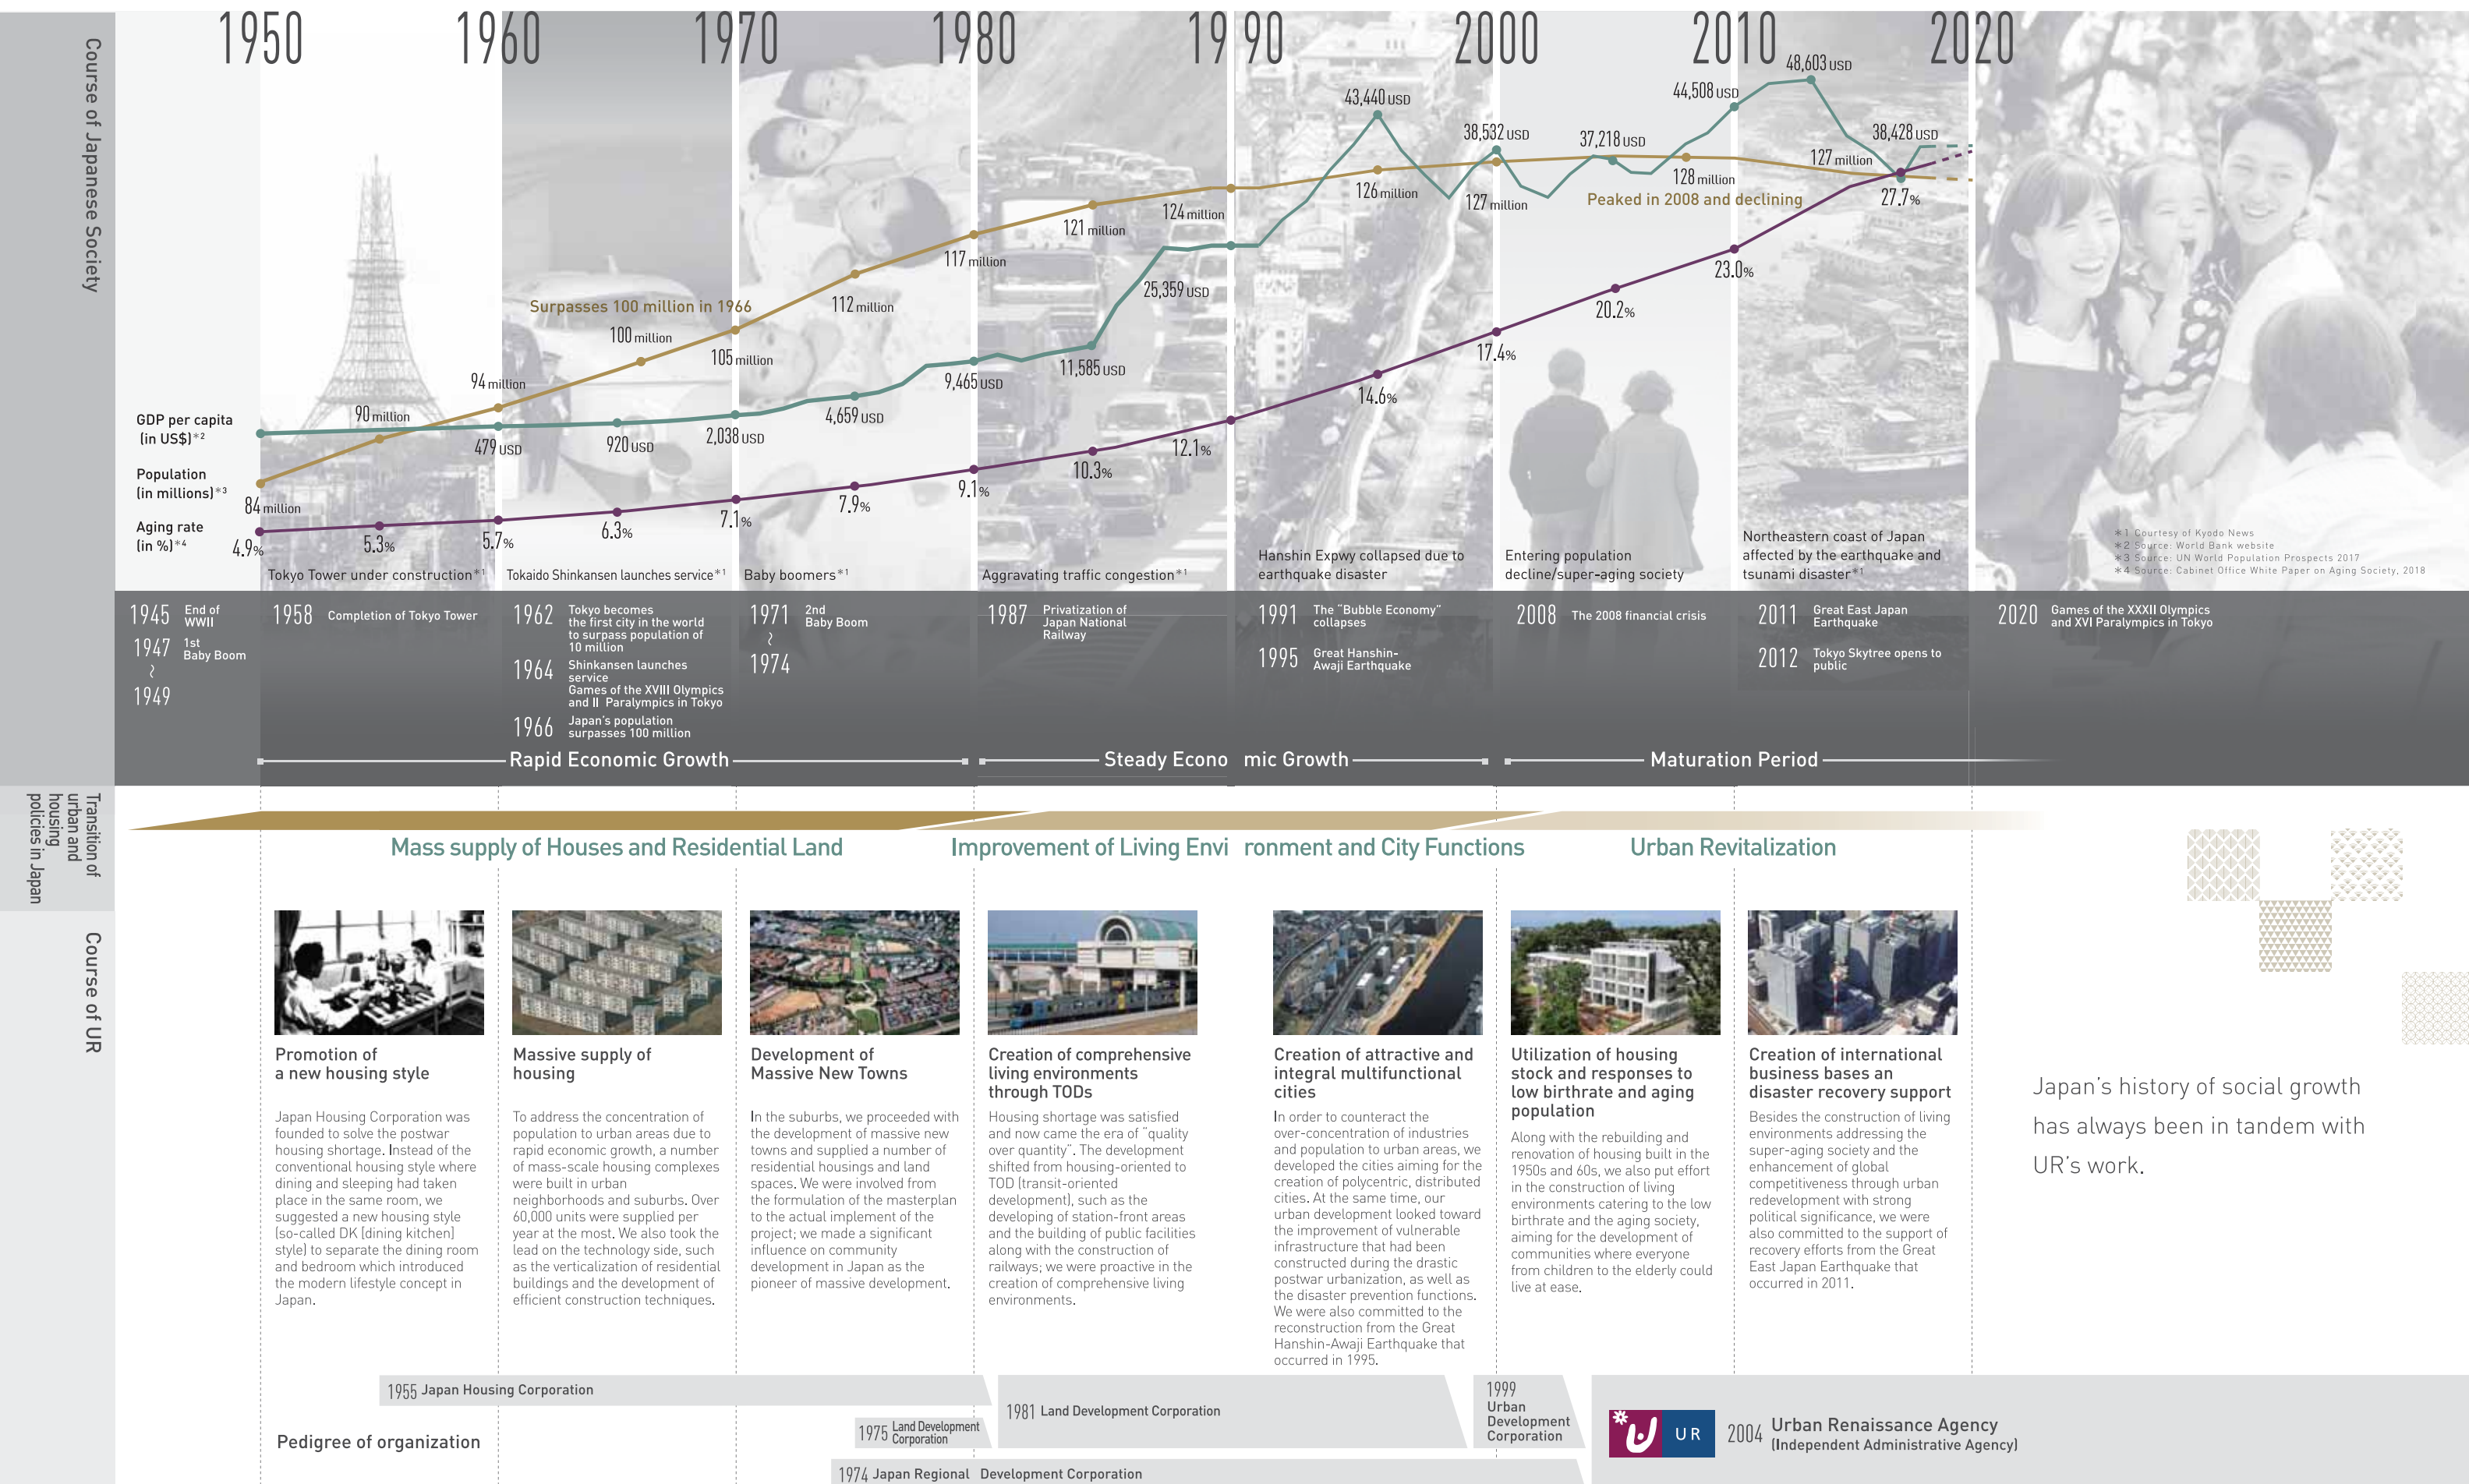 1950
1960
1970
1980
1990
2000
2010
2020
Course of Japanese Society
GDP per capita
(in US$)*2
Population
(in millions)*3
Aging rate
(in %)*4
479 USD
920 USD
2,038 USD
4,659 USD
9,465 USD
11,585 USD
25,359 USD
43,440 USD
38,532 USD
37,218 USD
44,508 USD
48,603 USD
38,428 USD
84 million
90 million
94 million
Surpasses 100 million in 1966
100 million
105 million
112 million
117 million
121 million
124 million
126 million
127 million
128 million
Peaked in 2008 and declining
127 million
4.9%
5.3%
5.7%
6.3%
7.1%
7.9%
9.1%
10.3%
12.1%
14.6%
17.4%
20.2%
23.0%
27.7%
Tokyo Tower under construction*1
Tokaido Shinkansen launches service*1
Baby boomers*1
Aggravating traffic congestion*1
Hanshin Expwy collapsed due to
earthquake disaster
Entering population
decline/super-aging society
Northeastern coast of Japan
affected by the earthquake and
tsunami disaster*1
*1 Courtesy of Kyodo News
*2 Source: World Bank website
*3 Source: UN World Population Prospects 2017
*4 Source: Cabinet Office White Paper on Aging Society, 2018
1945 End of
WWII
1947 1st
Baby Boom
~
1949
1958 Completion of Tokyo Tower
1962 Tokyo becomes
the first city in the world
to surpass population of
10 million
1964 Shinkansen launches
service
Games of the XVIII Olympics
and II Paralympics in Tokyo
1966 Japan's population
surpasses 100 million
1971 2nd
Baby Boom
~
1974
1987 Privatization of
Japan National
Railway
1991 The "Bubble Economy"
collapses
1995 Great Hanshin-
Awaji Earthquake
2008 The 2008 financial crisis
2011 Great East Japan
Earthquake
2012 Tokyo Skytree opens to
public
2020 Games of the XXXII Olympics
and XVI Paralympics in Tokyo
Rapid Economic Growth
Steady Economic Growth
Maturation Period
Transition of
urban and
housing
policies in Japan
Mass supply of Houses and Residential Land
Improvement of Living Environment and City Functions
Urban Revitalization
Course of UR
Promotion of
a new housing style
Japan Housing Corporation was
founded to solve the postwar
housing shortage. Instead of the
conventional housing style where
dining and sleeping had taken
place in the same room, we
suggested a new housing style
(so-called DK [dining kitchen]
style) to separate the dining room
and bedroom which introduced
the modern lifestyle concept in
Japan.
Massive supply of
housing
To address the concentration of
population to urban areas due to
rapid economic growth, a number
of mass-scale housing complexes
were built in urban
neighborhoods and suburbs. Over
60,000 units were supplied per
year at the most. We also took the
lead on the technology side, such
as the verticalization of residential
buildings and the development of
efficient construction techniques.
Development of
Massive New Towns
In the suburbs, we proceeded with
the development of massive new
towns and supplied a number of
residential housings and land
spaces. We were involved from
the formulation of the masterplan
to the actual implement of the
project; we made a significant
influence on community
development in Japan as the
pioneer of massive development.
Creation of comprehensive
living environments
through TODs
Housing shortage was satisfied
and now came the era of "quality
over quantity". The development
shifted from housing-oriented to
TOD (transit-oriented
development), such as the
developing of station-front areas
and the building of public facilities
along with the construction of
railways; we were proactive in the
creation of comprehensive living
environments.
Creation of attractive and
integral multifunctional
cities
In order to counteract the
over-concentration of industries
and population to urban areas, we
developed the cities aiming for the
creation of polycentric, distributed
cities. At the same time, our
urban development looked toward
the improvement of vulnerable
infrastructure that had been
constructed during the drastic
postwar urbanization, as well as
the disaster prevention functions.
We were also committed to the
reconstruction from the Great
Hanshin-Awaji Earthquake that
occurred in 1995.
Utilization of housing
stock and responses to
low birthrate and aging
population
Along with the rebuilding and
renovation of housing built in the
1950s and 60s, we also put effort
in the construction of living
environments catering to the low
birthrate and the aging society,
aiming for the development of
communities where everyone
from children to the elderly could
live at ease.
Creation of international
business bases an
disaster recovery support
Besides the construction of living
environments addressing the
super-aging society and the
enhancement of global
competitiveness through urban
redevelopment with strong
political significance, we were
also committed to the support of
recovery efforts from the Great
East Japan Earthquake that
occurred in 2011.
Japan's history of social growth
has always been in tandem with
UR's work.
Pedigree of organization
1955 Japan Housing Corporation
1975 Land Development
Corporation
1974 Japan Regional Development Corporation
1981 Land Development Corporation
1999
Urban
Development
Corporation
UR
2004 Urban Renaissance Agency
(Independent Administrative Agency)